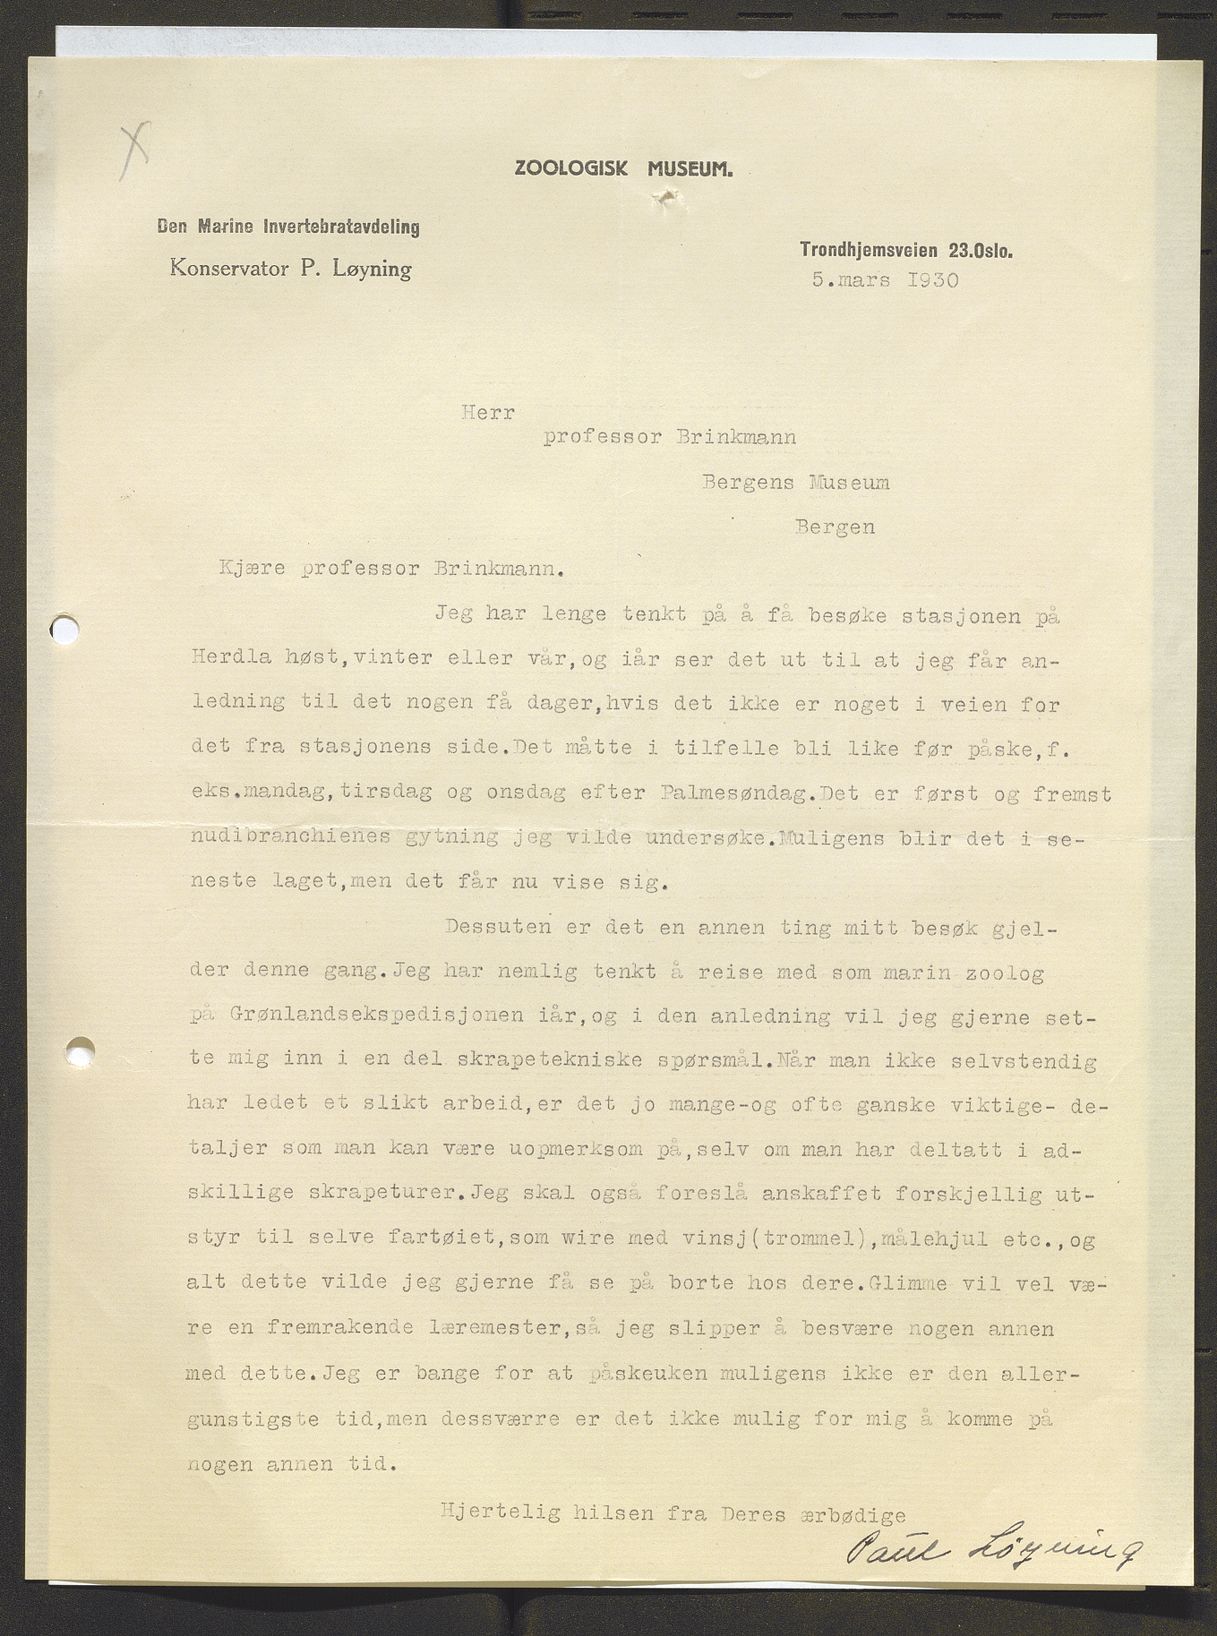 X
ZOOLOGISK MUSEUM.
Den Marine Invertebratavdeling
Konservator P. Løyning
Trondhjemsveien 23.Oslo.
5.mars I930
Herr
professor Brinkmann
Bergens Museum
Bergen
Kjære professor Brinkmann.
Jeg har lenge tenkt på å få besøke stasjonen på
Herdla høst,vinter eller vår,og iår ser det ut til at jeg får an-
ledning til det nogen få dager,hvis det ikke er noget i veien for
det fra stasjonens side.Det måtte i tilfelle bli like før påske,f.
eks.mandag,tirsdag og onsdag efter Palmesøndag.Det er først og fremst
nudibranchienes gytning jeg vilde undersøke.Muligens blir det i se-
neste laget,men det får nu vise sig.
Dessuten er det en annen ting mitt besøk gjel-
der denne gang.Jeg har nemlig tenkt å reise med som marin zoolog
på Grønlandsekspedisjonen iår,og i den anledning vil jeg gjerne set-
te mig inn i en del skrapetekniske spørsmål.Når man ikke selvstendig
har ledet et slikt arbeid,er det jo mange-og ofte ganske viktige- de-
taljer som man kan være uopmerksom på,selv om man har deltatt i ad-
skillige skrapeturer.Jeg skal også foreslå anskaffet forskjellig ut-
styr til selve fartøiet,som wire med vinsj(trommel),målehjul etc.,og
alt dette vilde jeg gjerne få se på borte hos dere.Glimme vil vel væ-
re en fremrakende læremester,så jeg slipper å besvære nogen annen
med dette.Jeg er bange for at påskeuken muligens ikke er den aller-
gunstigste tid,men dessværre er det ikke mulig for mig å komme på
nogen annen tid.
Hjertelig hilsen fra Deres ærbødige
Paul Løyning